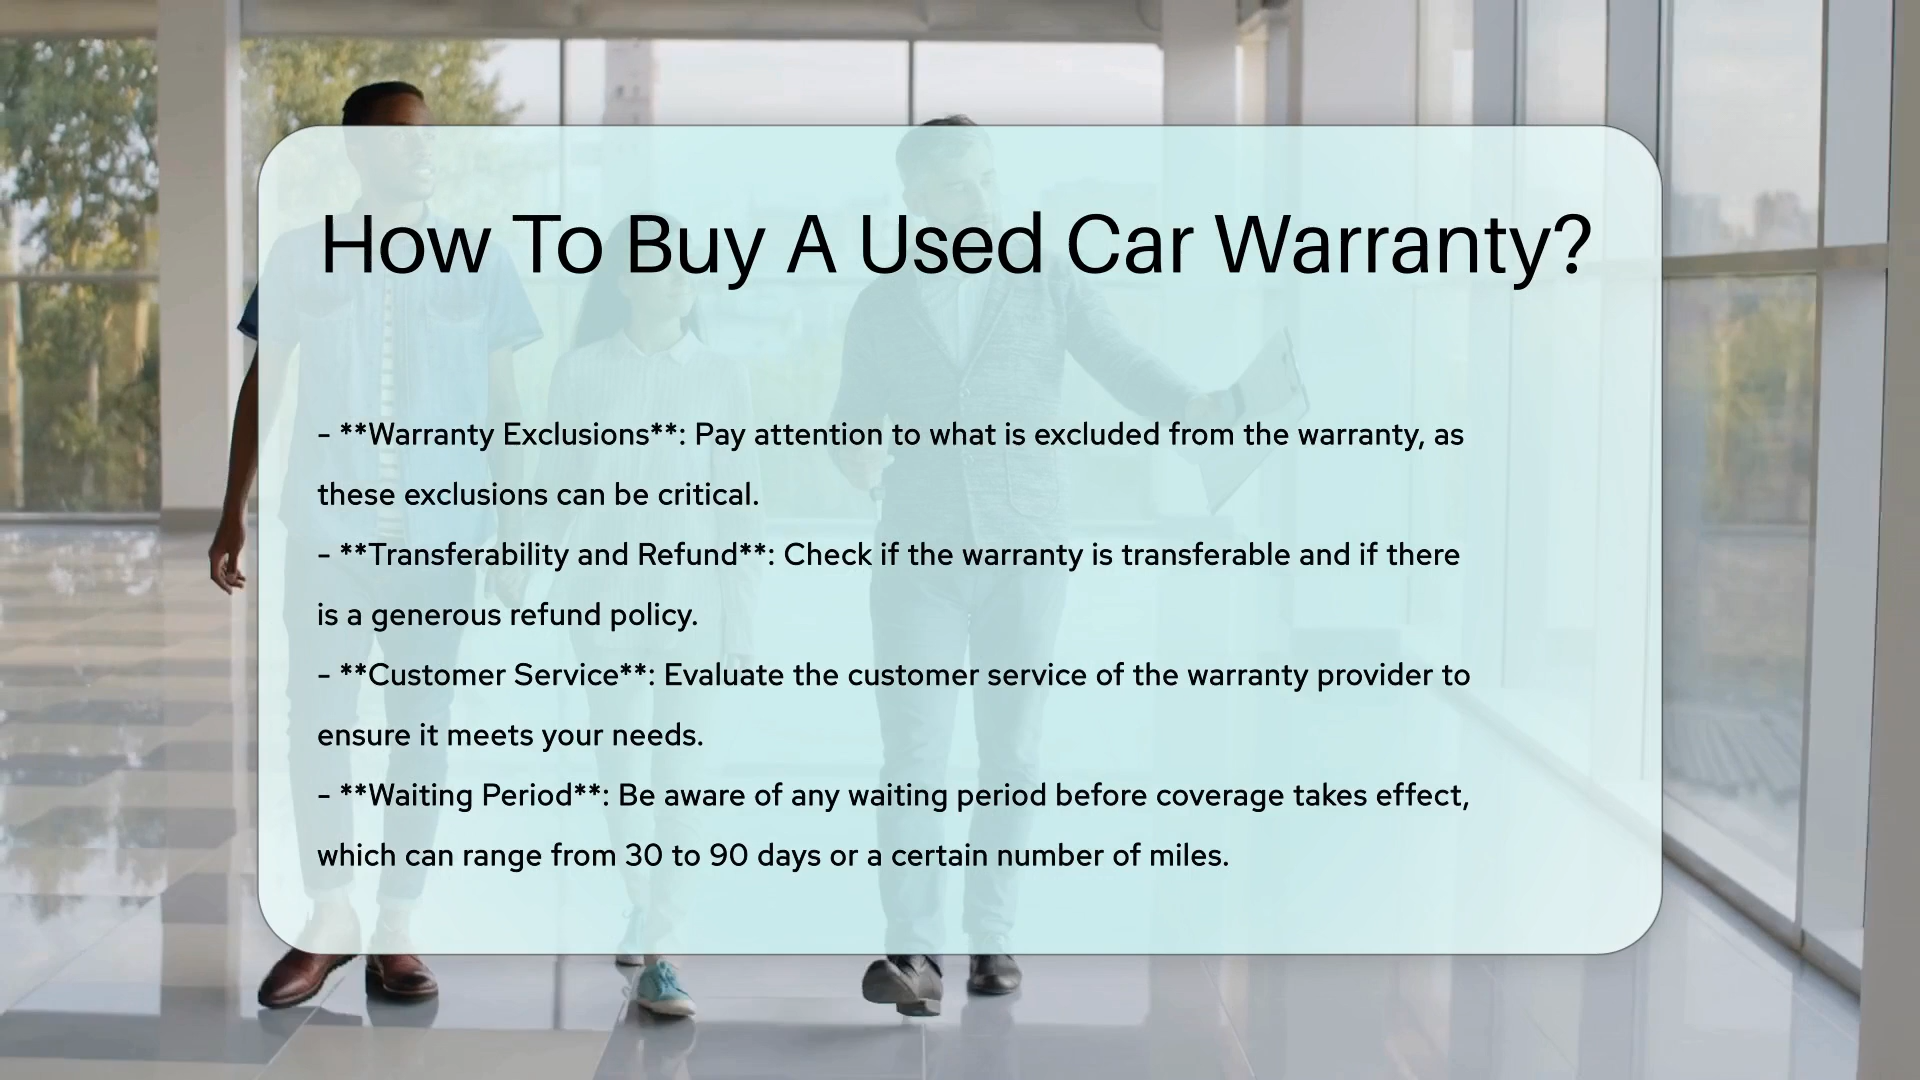 How To Buy A Used Car Warranty?
- **Warranty Exclusions**: Pay attention to what is excluded from the warranty, as
these exclusions can be critical.
- **Transferability and Refund**: Check if the warranty is transferable and if there
is a generous refund policy.
- **Customer Service**: Evaluate the customer service of the warranty provider to
ensure it meets your needs.
- **Waiting Period**: Be aware of any waiting period before coverage takes effect,
which can range from 30 to 90 days or a certain number of miles.